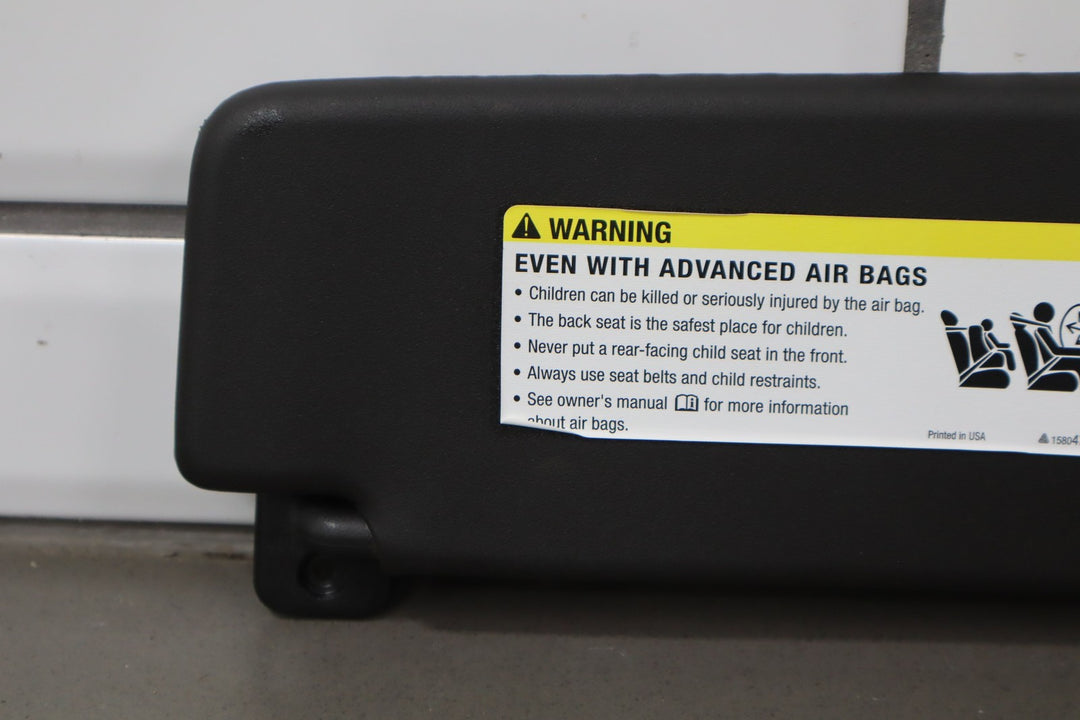 WARNING
EVEN WITH ADVANCED AIR BAGS
• Children can be killed or seriously injured by the air bag.
• The back seat is the safest place for children.
• Never put a rear-facing child seat in the front.
• Always use seat belts and child restraints.
• See owner's manual for more information
about air bags.
Printed in USA
15804